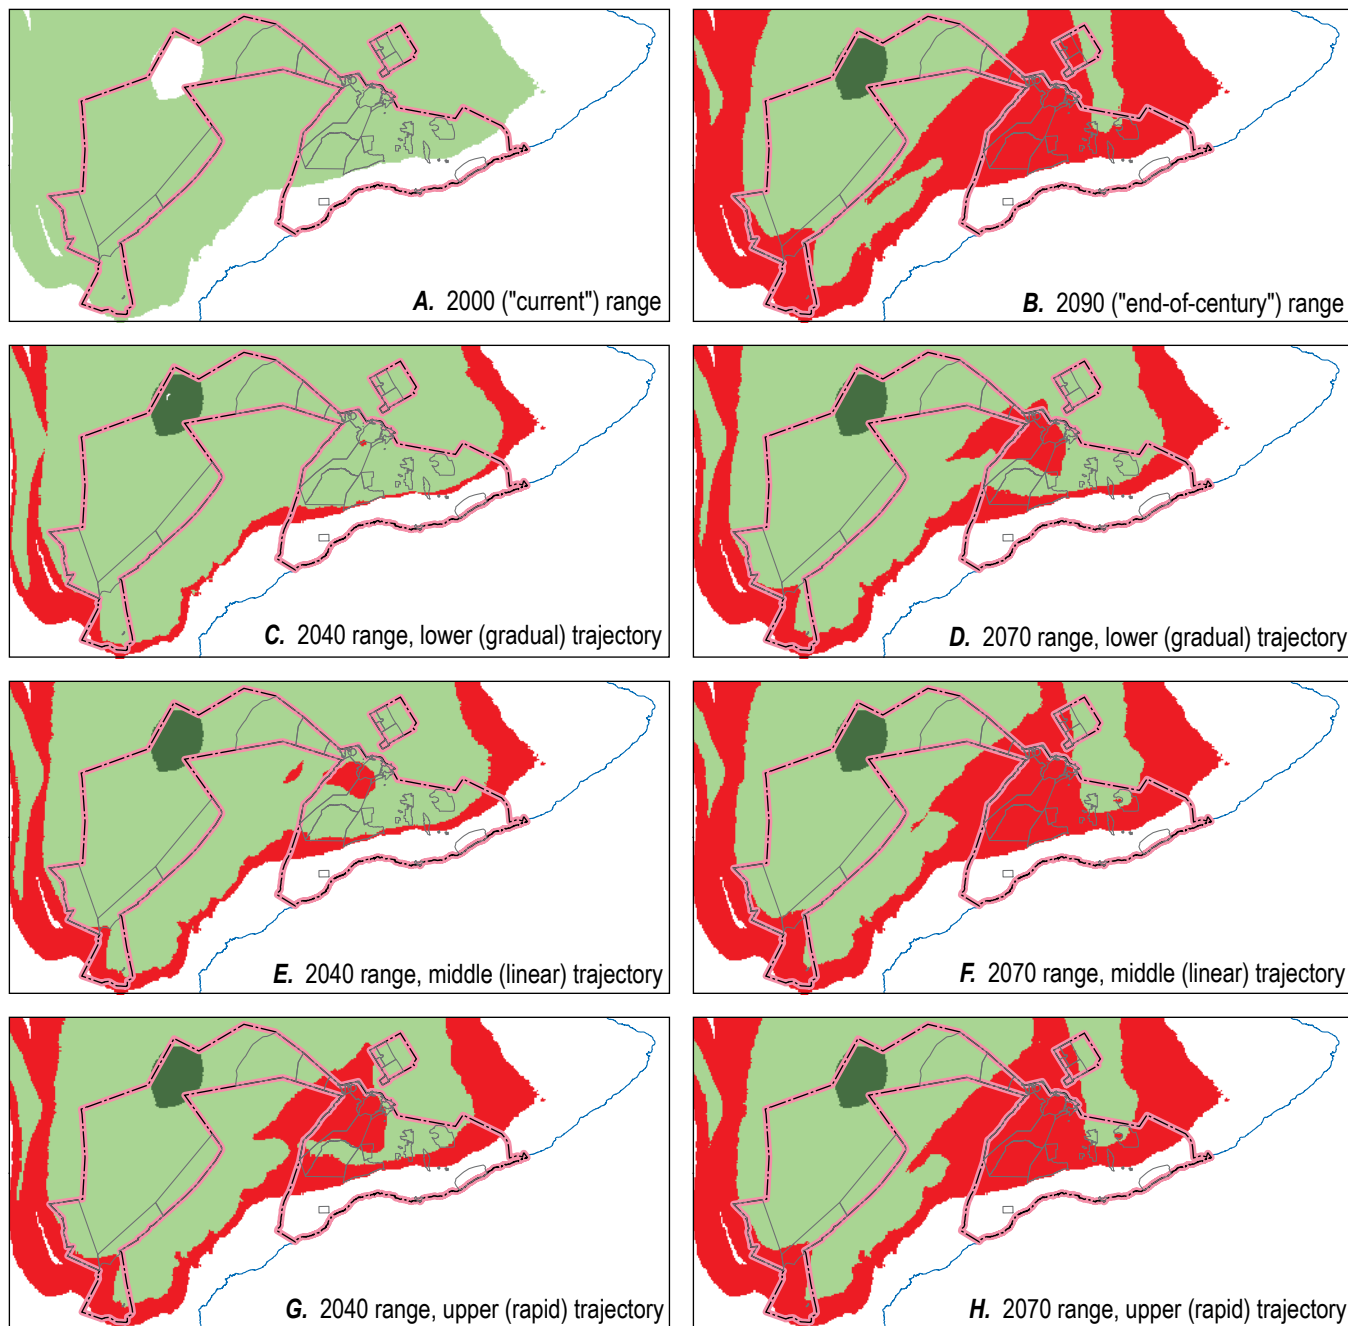 A. 2000 ("current") range
B. 2090 ("end-of-century") range
C. 2040 range, lower (gradual) trajectory
D. 2070 range, lower (gradual) trajectory
E. 2040 range, middle (linear) trajectory
F. 2070 range, middle (linear) trajectory
G. 2040 range, upper (rapid) trajectory
H. 2070 range, upper (rapid) trajectory